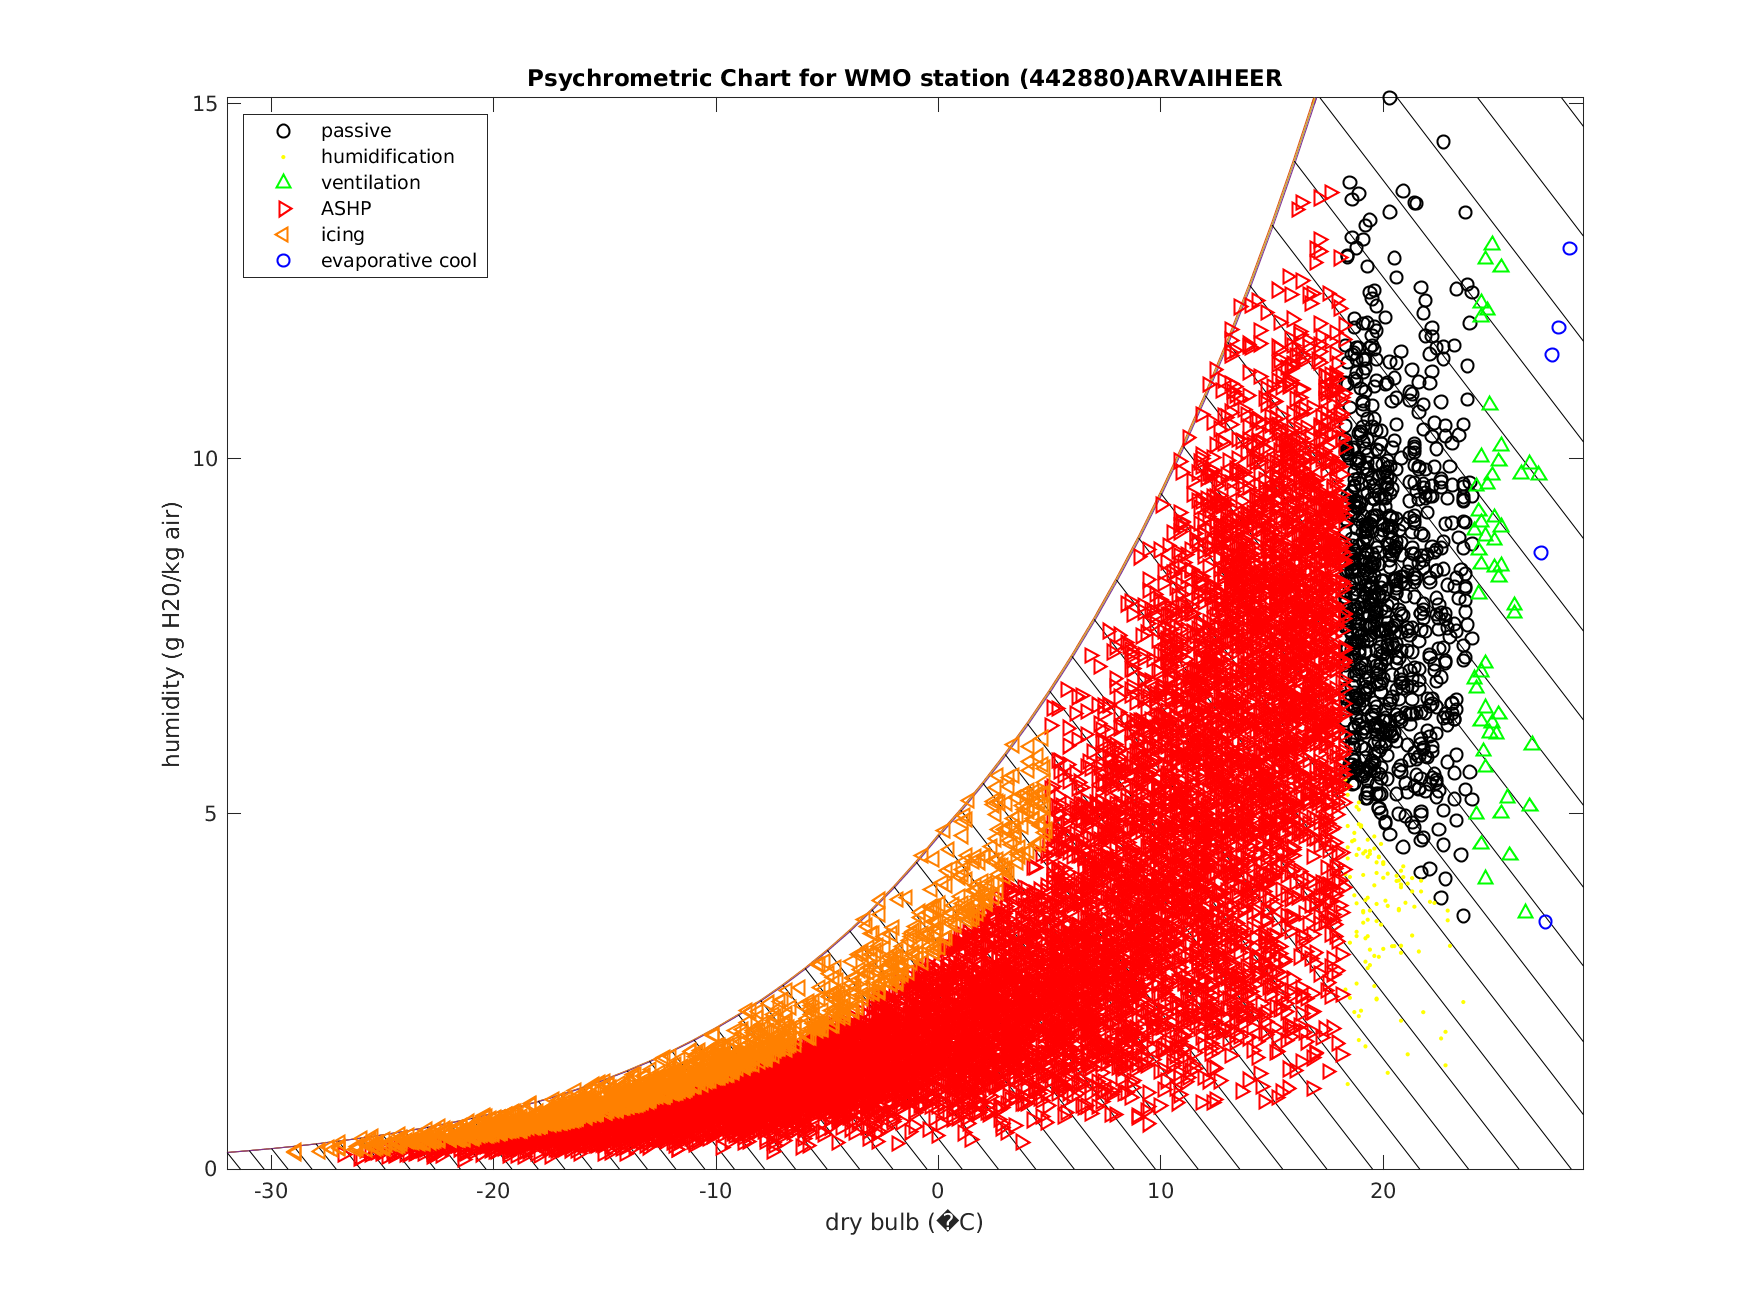 Psychrometric Chart for WMO station (442880)ARVAIHEER
15
10
5
0
humidity (g H20/kg air)
passive
humidification
ventilation
ASHP
icing
evaporative cool
-30
-20
-10
0
10
20
dry bulb (�C)